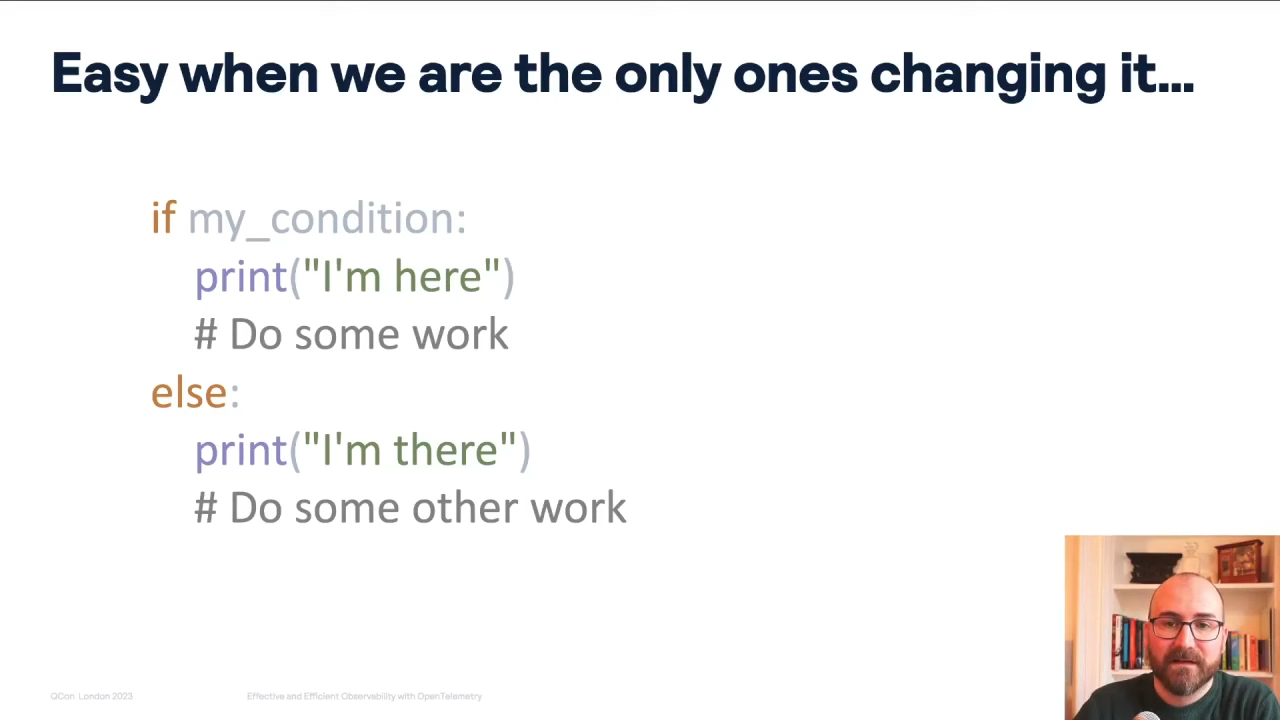 Easy when we are the only ones changing it...
if my_condition:
print("I'm here")
# Do some work
else:
print("I'm there")
# Do some other work
QCon London 2023
Effective and Efficient Observability with OpenTelemetry